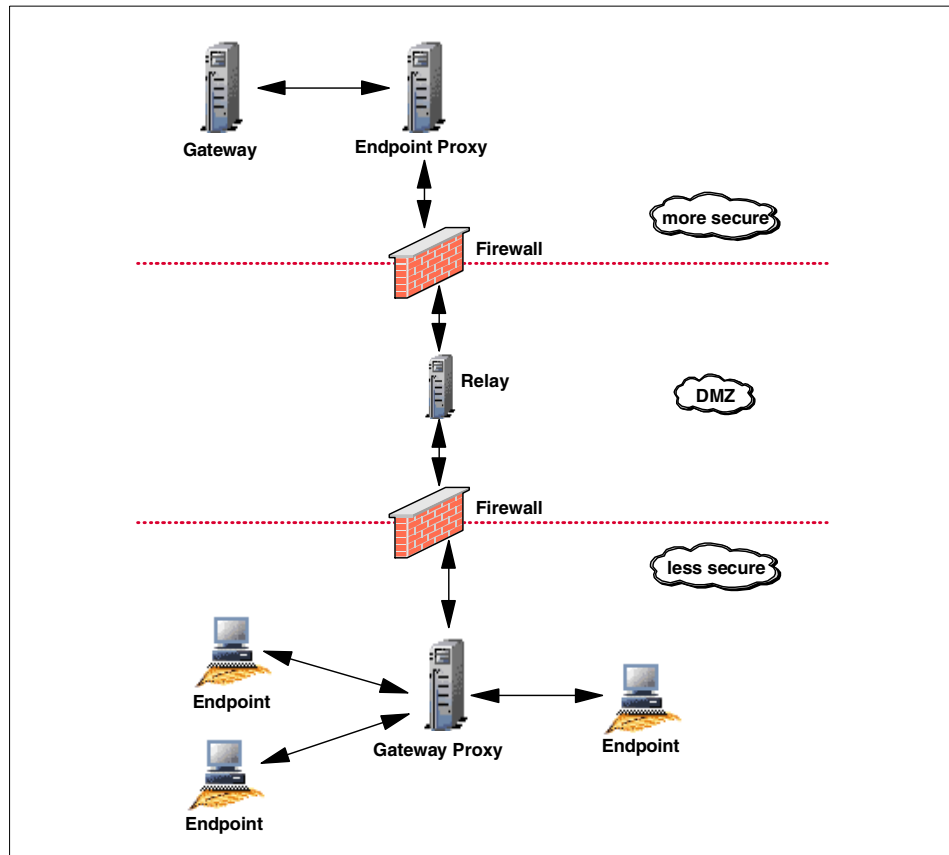 Gateway
Endpoint Proxy
more secure
Firewall
Relay
DMZ
Firewall
less secure
Endpoint
Gateway Proxy
Endpoint
Endpoint